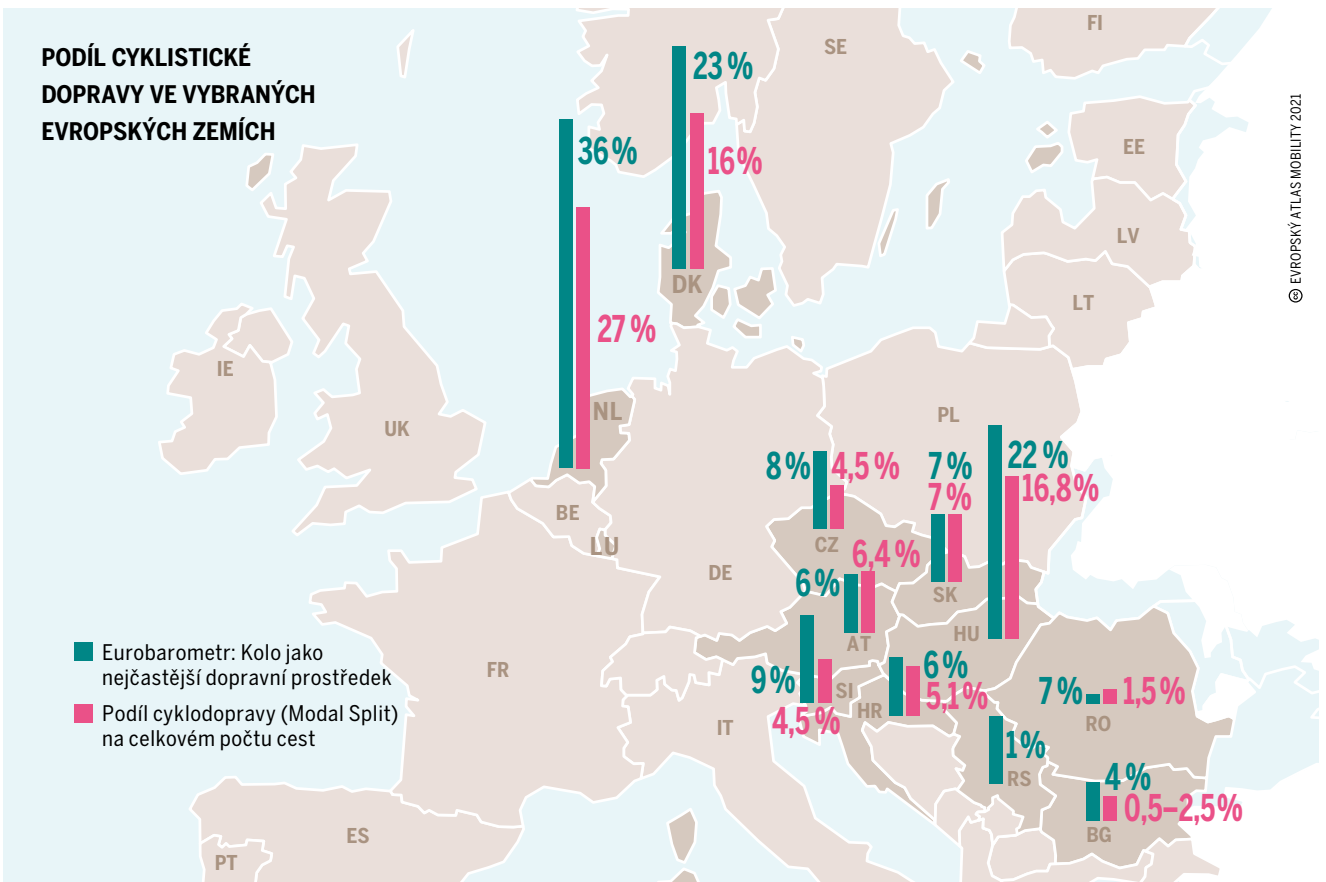 PODÍL CYKLISTICKÉ
DOPRAVY VE VYBRANÝCH
EVROPSKÝCH ZEMÍCH
FI
SE
23 %
36 %
16%
EE
LV
LT
DK
27 %
IE
UK
NL
PL
8 %
4,5 %
7 %
7 %
22 %
16,8%
BE
LU
CZ
DE
6 %
6,4 %
SK
HU
AT
FR
9 %
4,5 %
SI
HR
6 %
5,1 %
IT
7 %
1,5 %
RO
1%
RS
4 %
0,5–2,5%
BG
ES
PT
Eurobarometr: Kolo jako
nejčastější dopravní prostředek
Podíl cyklodopravy (Modal Split)
na celkovém počtu cest
cc EVROPSKÝ ATLAS MOBILITY 2021